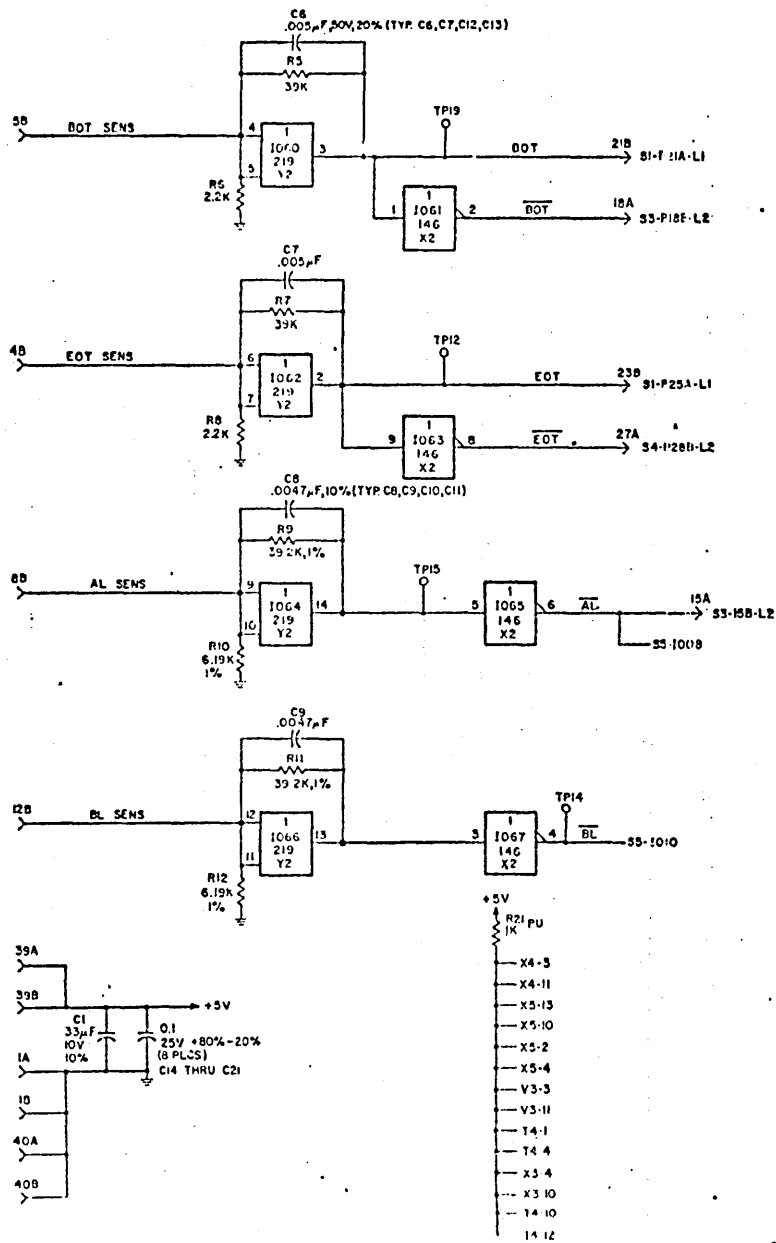 C6
.005µF,50V,20% (TYP. C6,C7,C12,C13)
R5
39K
5B
BOT SENS
4
5
1
1060
219
Y2
3
TP19
BOT
21B
R6
2.2K
1
1
1061
146
X2
2
BOT
18A
S3-P18B-L2
C7
.005µF
R7
39K
4B
EOT SENS
6
7
1
1062
219
Y2
2
TP12
EOT
23B
S1-P25A-L1
R8
2.2K
9
1
1063
146
X2
8
EOT
27A
S4-P28B-L2
C8
.0047µF,10% (TYP. C8,C9,C10,C11)
R9
39.2K,1%
8B
AL SENS
9
10
1
1064
219
Y2
14
TP15
5
1
1065
146
X2
6
AL
15A
S3-15B-L2
S5-1008
R10
6.19K
1%
C9
.0047µF
R11
39.2K,1%
12B
BL SENS
12
11
1
1066
219
Y2
13
3
1
1067
146
X2
4
TP14
BL
S5-1010
R12
6.19K
1%
+5V
R21 PU
1K
X4-5
X4-11
X5-13
X5-10
X5-2
X5-4
V3-3
V3-11
T4-1
T4-4
X3-4
X3-10
T4-10
T4-12
39A
39B
+5V
C1
33µF
10V
10%
0.1
25V +80%-20%
(8 PLCS)
C14 THRU C21
1A
1B
40A
40B